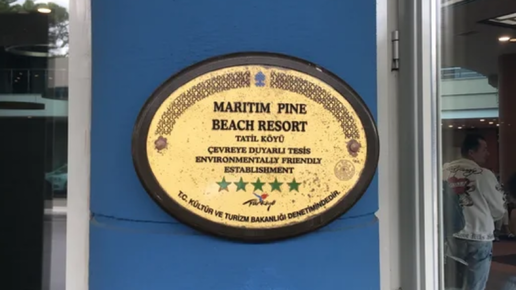 MARITIM PINE
BEACH RESORT
TATİL KÖYÜ
ÇEVREYE DUYARLI TESİS
ENVIRONMENTALLY FRIENDLY
ESTABLISHMENT
Türkiye
T.C. KÜLTÜR VE TURİZM BAKANLIĞI DENETİMİNDEDİR.